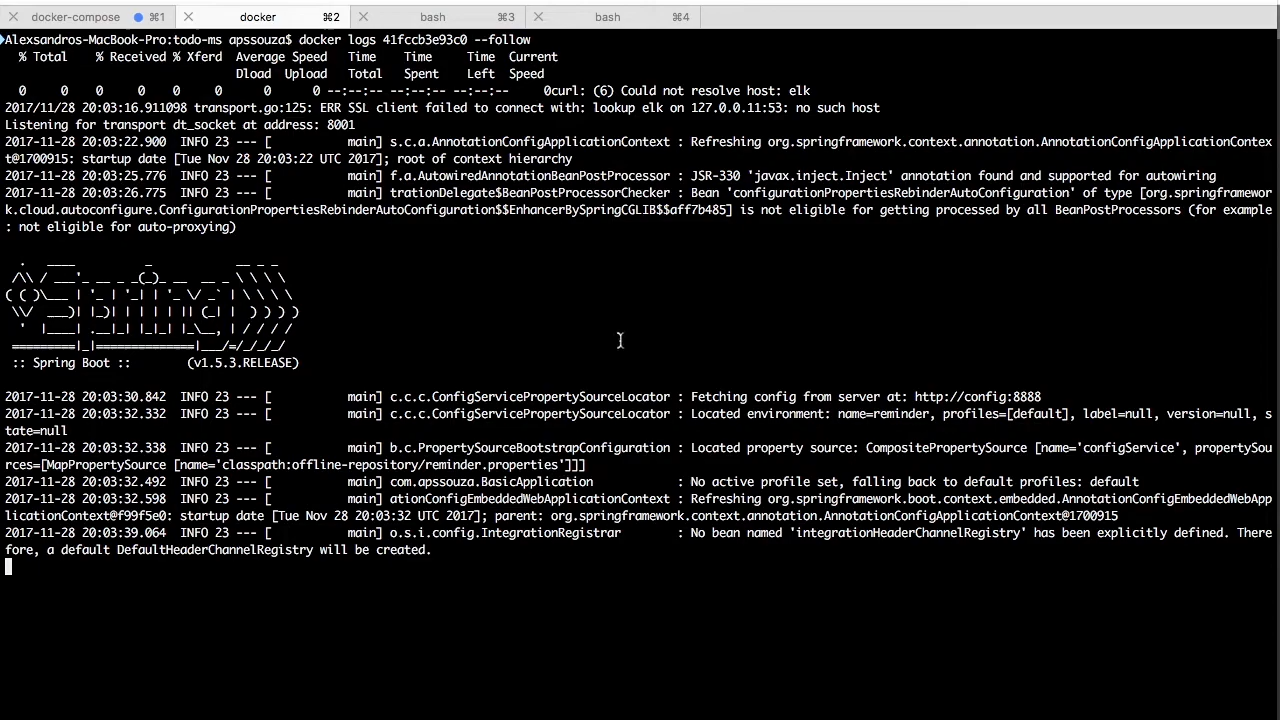 docker-compose ⌘1 docker ⌘2 bash ⌘3 bash ⌘4
Alexsandros-MacBook-Pro:todo-ms apssouza$ docker logs 41fccb3e93c0 --follow
  % Total    % Received % Xferd  Average Speed   Time    Time     Time  Current
                                 Dload  Upload   Total   Spent    Left  Speed
  0     0    0     0    0     0      0      0 --:--:-- --:--:-- --:--:--     0curl: (6) Could not resolve host: elk
2017/11/28 20:03:16.911098 transport.go:125: ERR SSL client failed to connect with: lookup elk on 127.0.0.11:53: no such host
Listening for transport dt_socket at address: 8001
2017-11-28 20:03:22.900  INFO 23 --- [           main] s.c.a.AnnotationConfigApplicationContext : Refreshing org.springframework.context.annotation.AnnotationConfigApplicationContex
t@1700915: startup date [Tue Nov 28 20:03:22 UTC 2017]; root of context hierarchy
2017-11-28 20:03:25.776  INFO 23 --- [           main] f.a.AutowiredAnnotationBeanPostProcessor : JSR-330 'javax.inject.Inject' annotation found and supported for autowiring
2017-11-28 20:03:26.775  INFO 23 --- [           main] trationDelegate$BeanPostProcessorChecker : Bean 'configurationPropertiesRebinderAutoConfiguration' of type [org.springframewor
k.cloud.autoconfigure.ConfigurationPropertiesRebinderAutoConfiguration$$EnhancerBySpringCGLIB$$aff7b485] is not eligible for getting processed by all BeanPostProcessors (for example
: not eligible for auto-proxying)
  .   ____          _            __ _ _
 /\\ / ___'_ __ _ _(_)_ __  __ _ \ \ \ \
( ( )\___ | '_ | '_| | '_ \/ _` | \ \ \ \
 \\/  ___)| |_)| | | | | || (_| |  ) ) ) )
  '  |____| .__|_| |_|_| |_\__, | / / / /
 =========|_|==============|___/=/_/_/_/
 :: Spring Boot ::        (v1.5.3.RELEASE)
2017-11-28 20:03:30.842  INFO 23 --- [           main] c.c.c.ConfigServicePropertySourceLocator : Fetching config from server at: http://config:8888
2017-11-28 20:03:32.332  INFO 23 --- [           main] c.c.c.ConfigServicePropertySourceLocator : Located environment: name=reminder, profiles=[default], label=null, version=null, s
tate=null
2017-11-28 20:03:32.338  INFO 23 --- [           main] b.c.PropertySourceBootstrapConfiguration : Located property source: CompositePropertySource [name='configService', propertySou
rces=[MapPropertySource [name='classpath:offline-repository/reminder.properties']]]
2017-11-28 20:03:32.492  INFO 23 --- [           main] com.apssouza.BasicApplication            : No active profile set, falling back to default profiles: default
2017-11-28 20:03:32.598  INFO 23 --- [           main] ationConfigEmbeddedWebApplicationContext : Refreshing org.springframework.boot.context.embedded.AnnotationConfigEmbeddedWebApp
licationContext@f99f5e0: startup date [Tue Nov 28 20:03:32 UTC 2017]; parent: org.springframework.context.annotation.AnnotationConfigApplicationContext@1700915
2017-11-28 20:03:39.064  INFO 23 --- [           main] o.s.i.config.IntegrationRegistrar        : No bean named 'integrationHeaderChannelRegistry' has been explicitly defined. There
fore, a default DefaultHeaderChannelRegistry will be created.